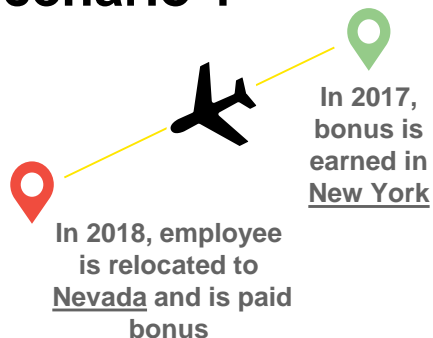 In 2017,
bonus is
earned in
New York
In 2018, employee
is relocated to
Nevada and is paid
bonus